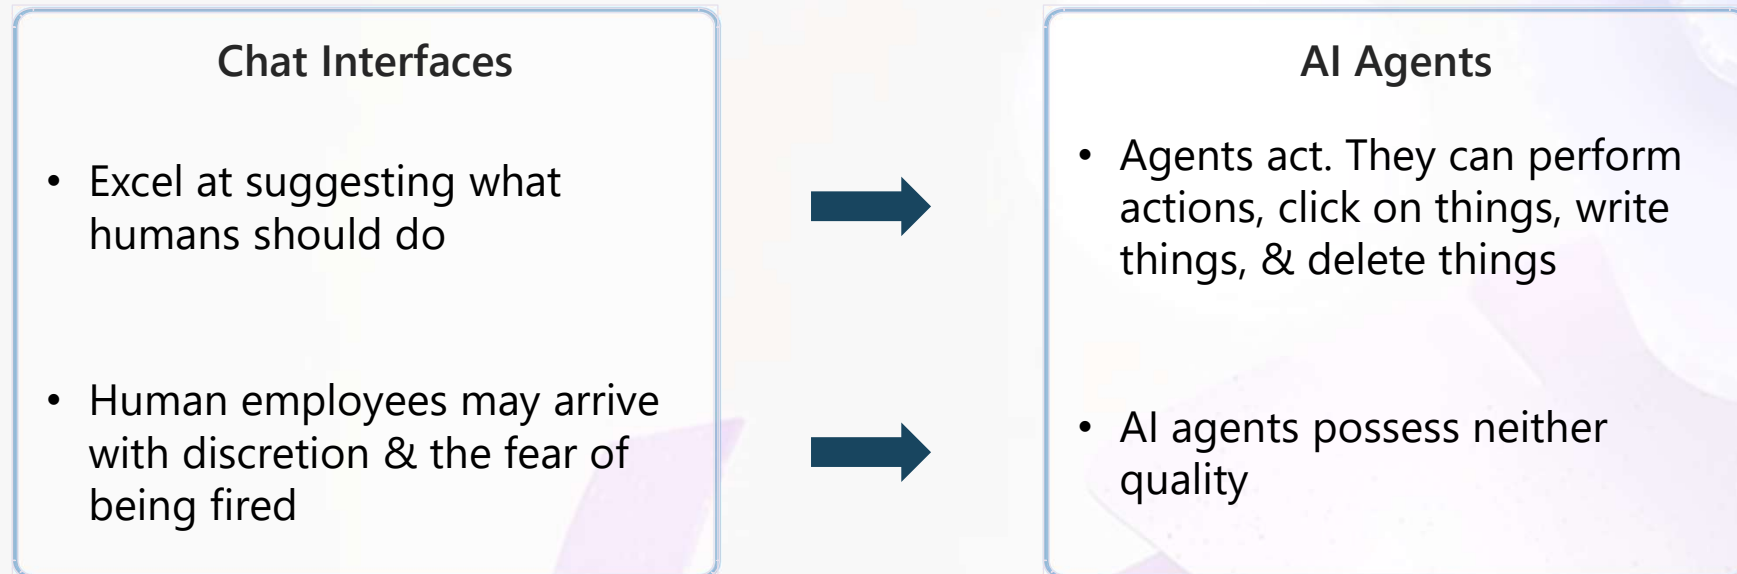 Chat Interfaces
• Excel at suggesting what
humans should do
• Human employees may arrive
with discretion & the fear of
being fired
AI Agents
• Agents act. They can perform
actions, click on things, write
things, & delete things
• AI agents possess neither
quality